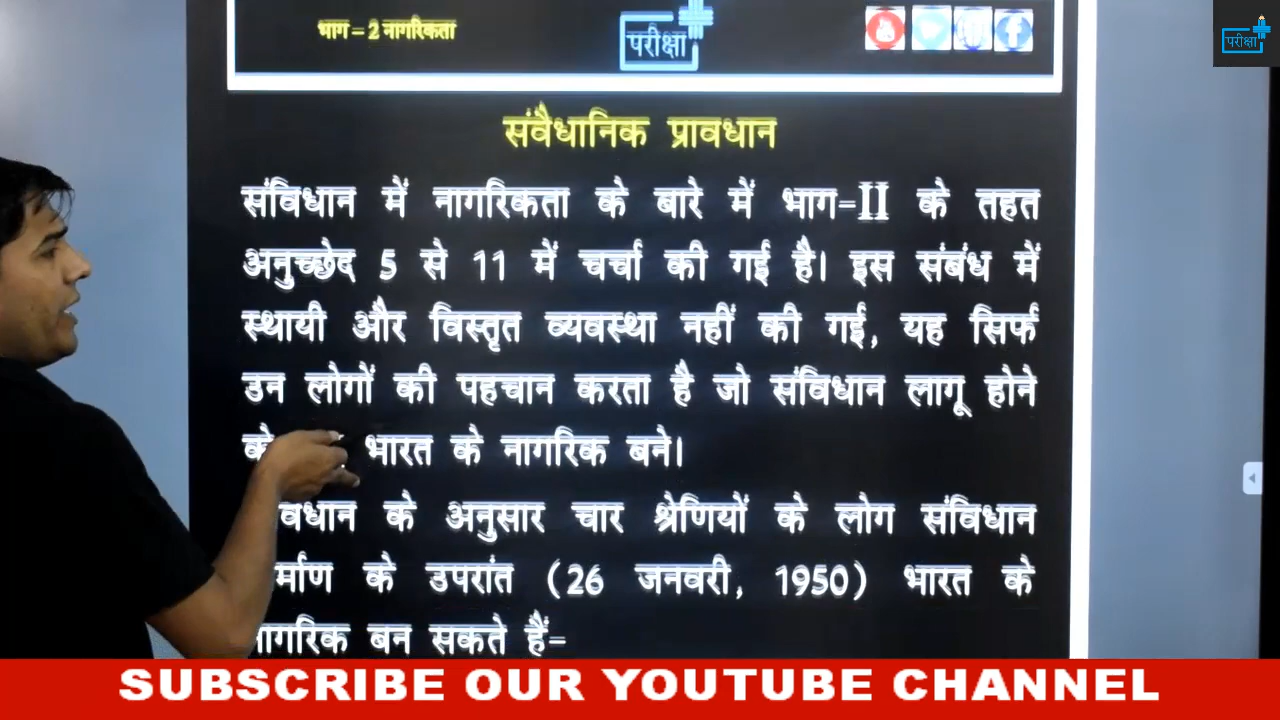 भाग – 2 नागरिकता
परीक्षा
परीक्षा
संवैधानिक प्रावधान
संविधान में नागरिकता के बारे में भाग-II के तहत
अनुच्छेद 5 से 11 में चर्चा की गई है। इस संबंध में
स्थायी और विस्तृत व्यवस्था नहीं की गई, यह सिर्फ
उन लोगों की पहचान करता है जो संविधान लागू होने
के भारत के नागरिक बने।
के अनुसार चार श्रेणियों के लोग संविधान
के उपरांत (26 जनवरी, 1950) भारत के
नागरिक बन सकते हैं-
SUBSCRIBE OUR YOUTUBE CHANNEL